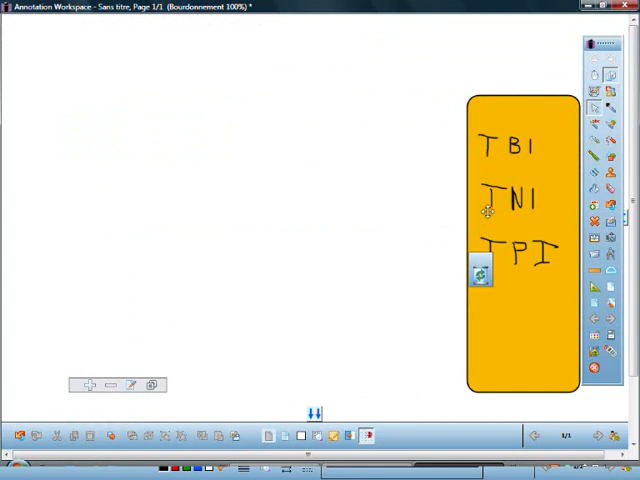 Annotation Workspace - Sans titre, Page 1/1 (Bourdonnement 100%) *
TBI
TNI
TPI
1/1